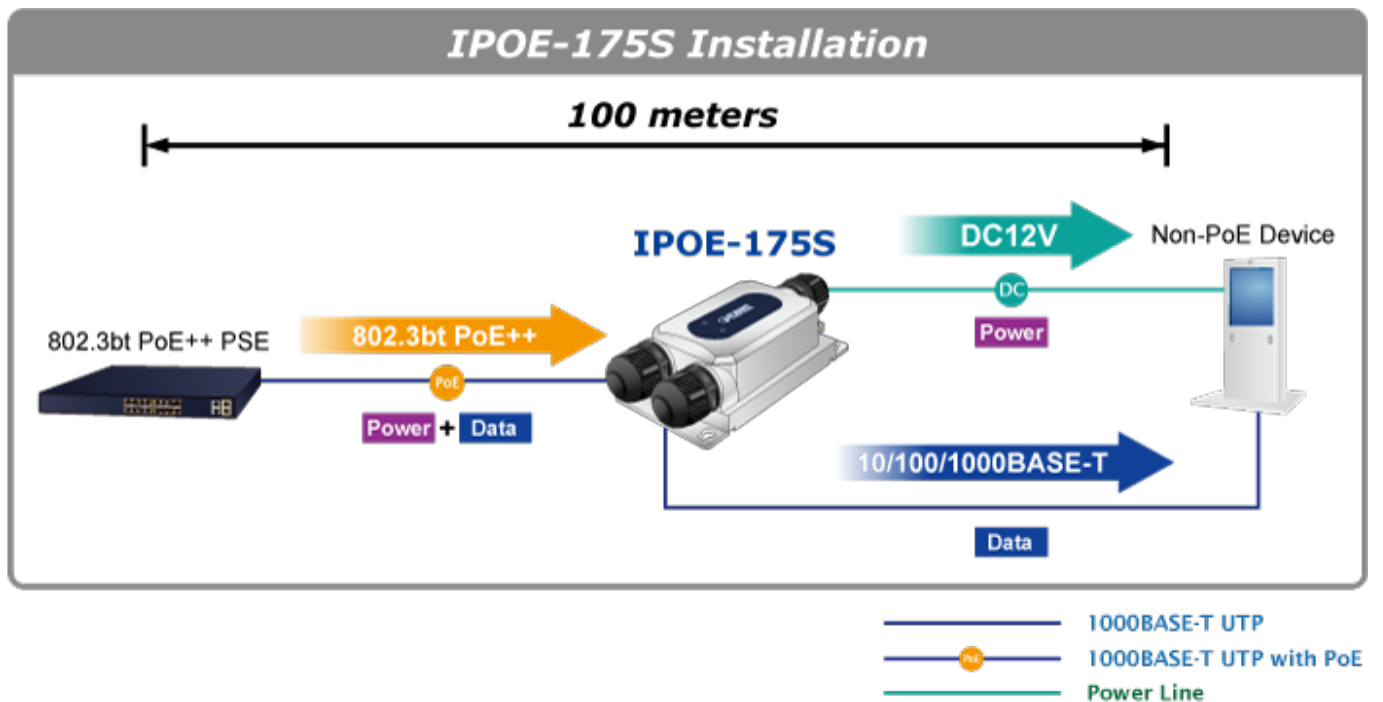 IPOE-175S Installation
100 meters
IPOE-175S
DC12V
Non-PoE Device
DC
Power
802.3bt PoE++ PSE
802.3bt PoE++
PoE
Power + Data
10/100/1000BASE-T
Data
1000BASE-T UTP
PoE
1000BASE-T UTP with PoE
Power Line